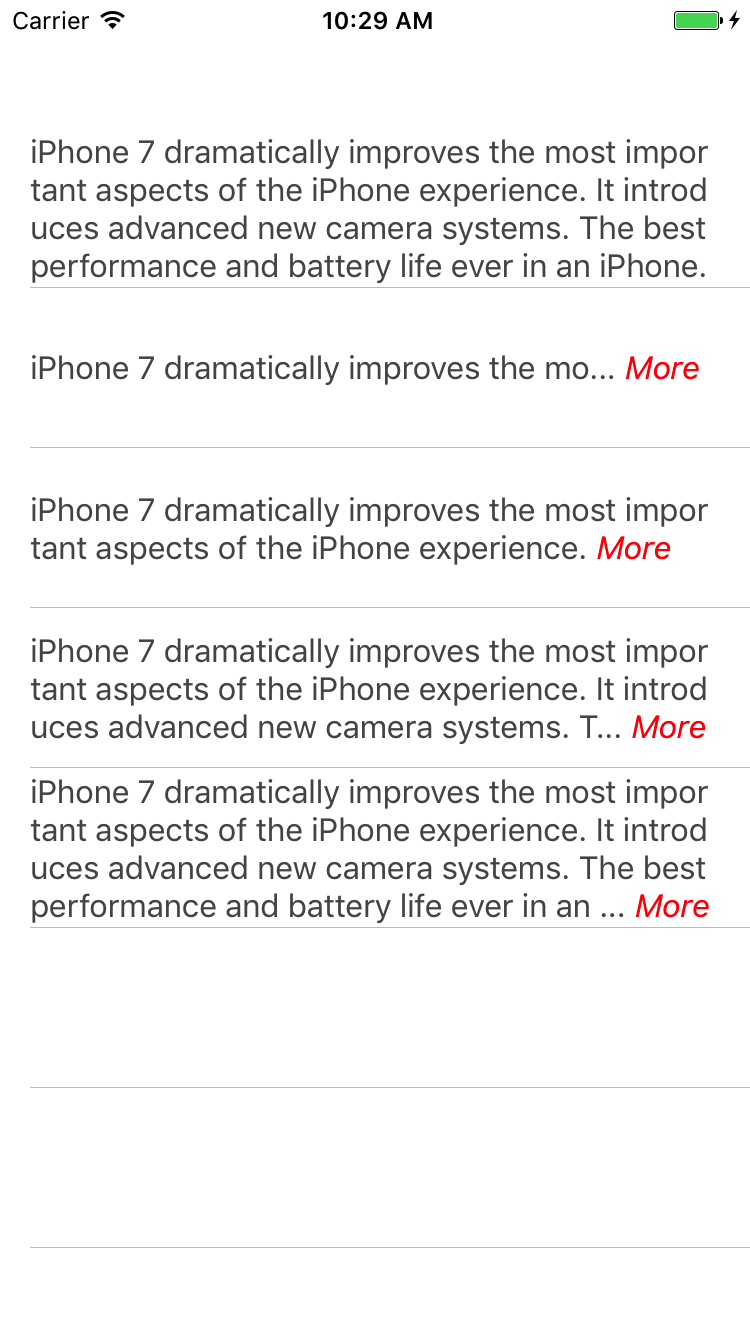 Carrier 10:29 AM
iPhone 7 dramatically improves the most impor
tant aspects of the iPhone experience. It introd
uces advanced new camera systems. The best
performance and battery life ever in an iPhone.
iPhone 7 dramatically improves the mo... More
iPhone 7 dramatically improves the most impor
tant aspects of the iPhone experience. More
iPhone 7 dramatically improves the most impor
tant aspects of the iPhone experience. It introd
uces advanced new camera systems. T... More
iPhone 7 dramatically improves the most impor
tant aspects of the iPhone experience. It introd
uces advanced new camera systems. The best
performance and battery life ever in an ... More